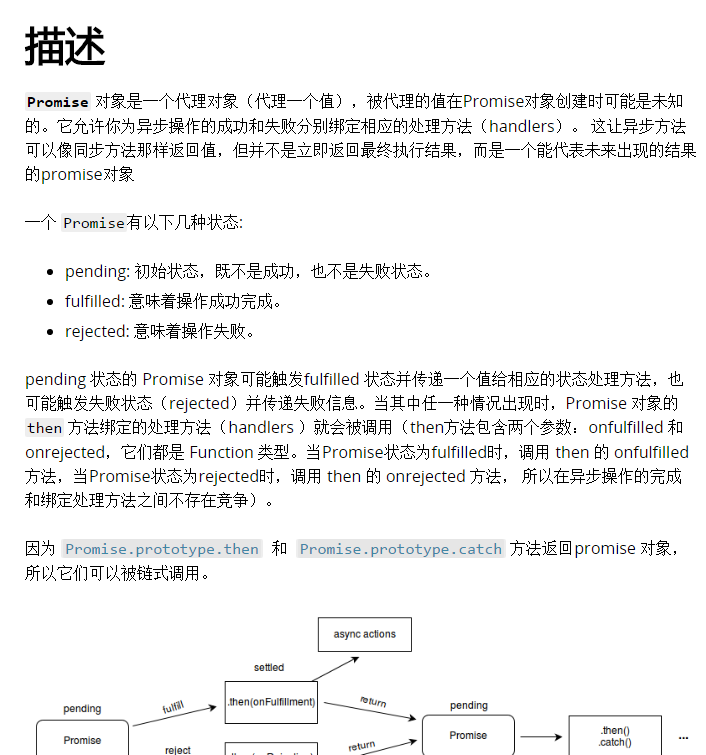 描述
Promise 对象是一个代理对象（代理一个值），被代理的值在Promise对象创建时可能是未知
的。它允许你为异步操作的成功和失败分别绑定相应的处理方法（handlers）。 这让异步方法
可以像同步方法那样返回值，但并不是立即返回最终执行结果，而是一个能代表未来出现的结果
的promise对象
一个 Promise有以下几种状态:
pending: 初始状态，既不是成功，也不是失败状态。
fulfilled: 意味着操作成功完成。
rejected: 意味着操作失败。
pending 状态的 Promise 对象可能触发fulfilled 状态并传递一个值给相应的状态处理方法，也
可能触发失败状态（rejected）并传递失败信息。当其中任一种情况出现时，Promise 对象的
then 方法绑定的处理方法（handlers ）就会被调用（then方法包含两个参数：onfulfilled 和
onrejected，它们都是 Function 类型。当Promise状态为fulfilled时，调用 then 的 onfulfilled
方法，当Promise状态为rejected时，调用 then 的 onrejected 方法， 所以在异步操作的完成
和绑定处理方法之间不存在竞争）。
因为 Promise.prototype.then 和 Promise.prototype.catch 方法返回promise 对象，
所以它们可以被链式调用。
async actions
settled
.then(onFulfillment)
return
pending
fulfill
pending
Promise
Promise
.then()
.catch()
...
reject
return